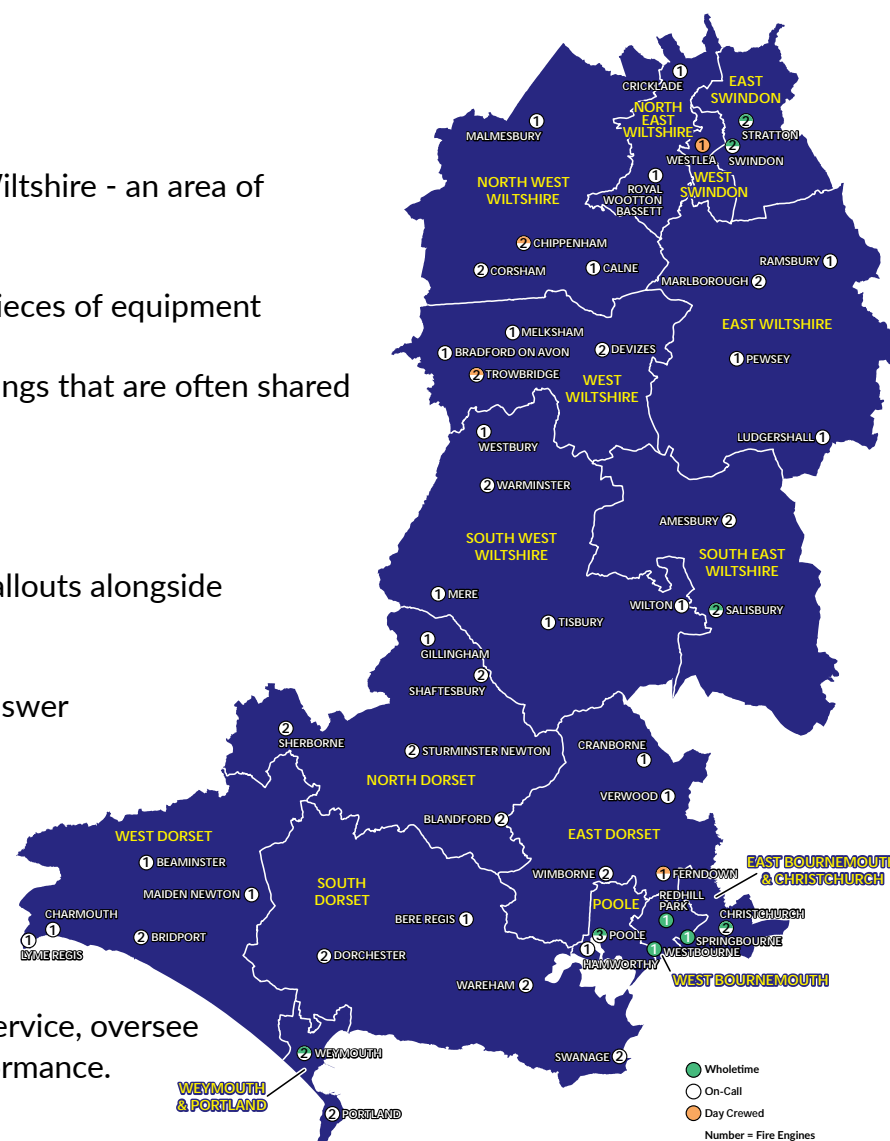 Wiltshire - an area of
ieces of equipment
ngs that are often shared
allouts alongside
swer
ervice, oversee
ormance.
1
CRICKLADE
EAST
SWINDON
NORTH
EAST
WILTSHIRE
1
MALMESBURY
2
STRATTON
1
WESTLEA
2
SWINDON
WEST
SWINDON
NORTH WEST
WILTSHIRE
1
ROYAL
WOOTTON
BASSETT
2 CHIPPENHAM
2 CORSHAM
1 CALNE
RAMSBURY 1
MARLBOROUGH 2
EAST WILTSHIRE
1 MELKSHAM
1 BRADFORD ON AVON
2 DEVIZES
1 PEWSEY
2 TROWBRIDGE
WEST
WILTSHIRE
1
WESTBURY
LUDGERSHALL 1
2 WARMINSTER
AMESBURY 2
SOUTH WEST
WILTSHIRE
SOUTH EAST
WILTSHIRE
1 MERE
WILTON 1
2 SALISBURY
1 TISBURY
1
GILLINGHAM
2
SHAFTESBURY
2
SHERBORNE
2 STURMINSTER NEWTON
CRANBORNE
1
NORTH DORSET
VERWOOD 1
BLANDFORD 2
WEST DORSET
EAST DORSET
1 BEAMINSTER
WIMBORNE 2
1 FERNDOWN
EAST BOURNEMOUTH
& CHRISTCHURCH
SOUTH
DORSET
MAIDEN NEWTON 1
REDHILL
PARK
1
POOLE
CHARMOUTH
1
BERE REGIS 1
CHRISTCHURCH
2
1
LYME REGIS
2 BRIDPORT
3 POOLE
1 SPRINGBOURNE
1
WESTBOURNE
1
HAMWORTHY
2 DORCHESTER
WEST BOURNEMOUTH
WAREHAM 2
2 WEYMOUTH
SWANAGE 2
WEYMOUTH
& PORTLAND
2 PORTLAND
Wholetime
On-Call
Day Crewed
Number = Fire Engines